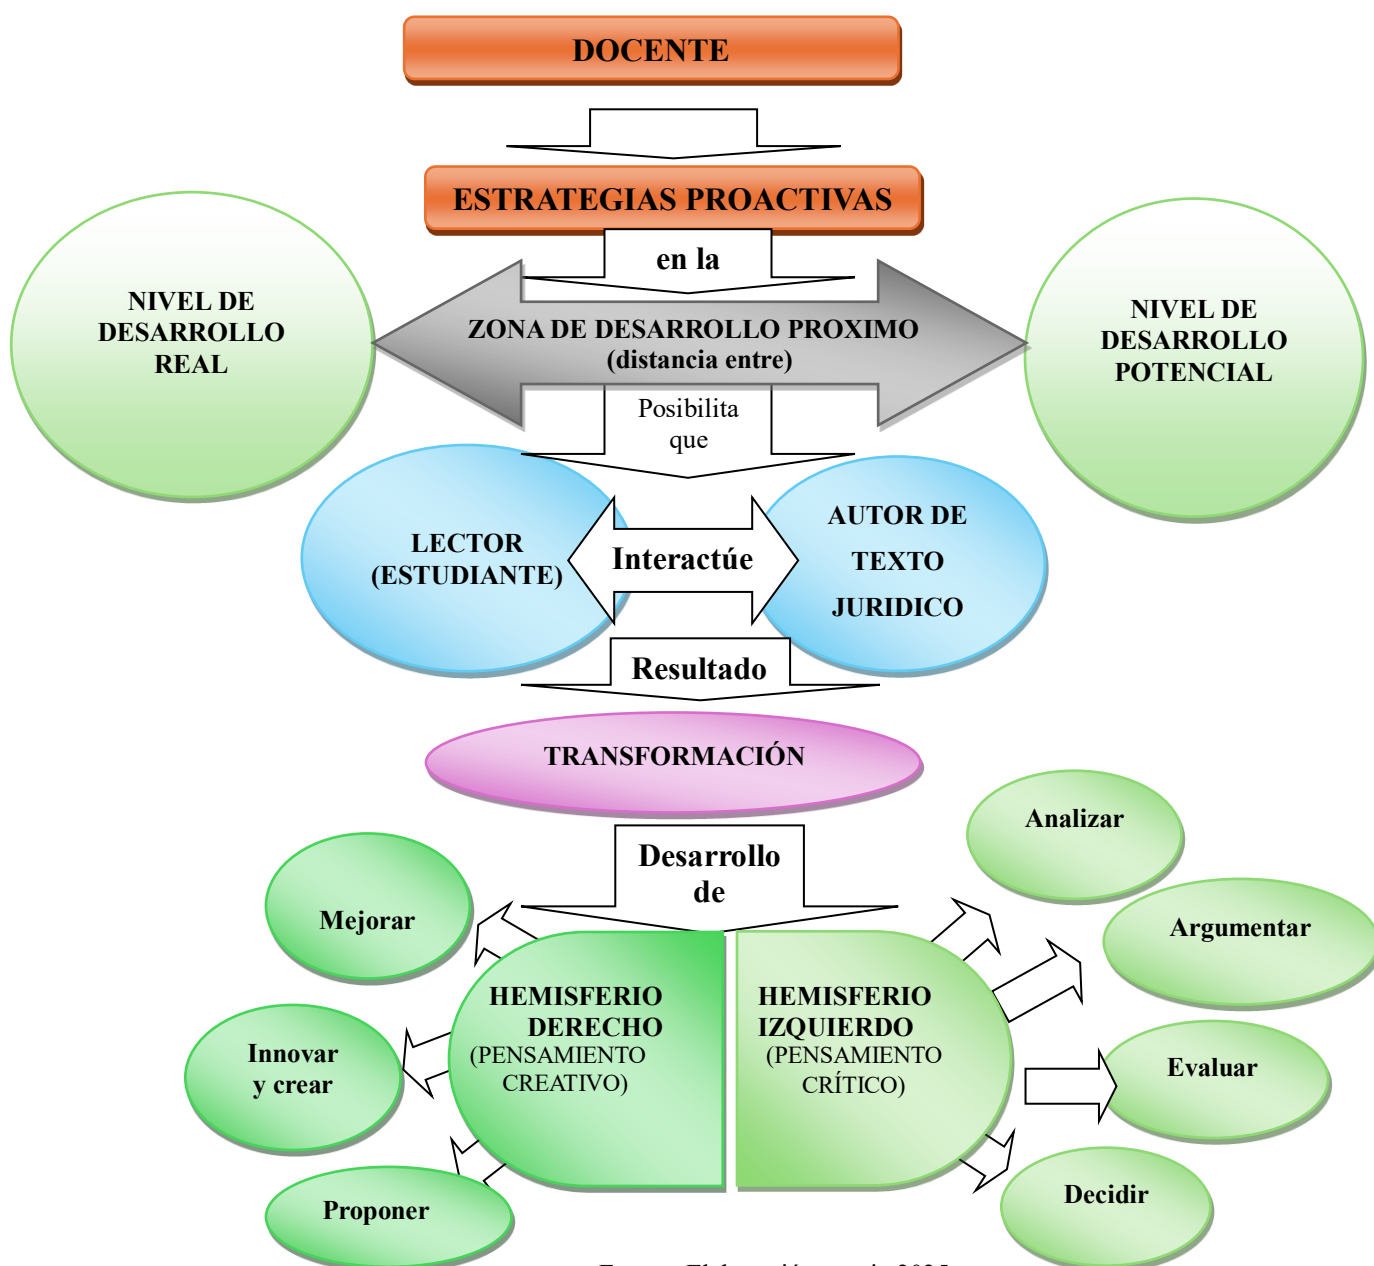 DOCENTE
ESTRATEGIAS PROACTIVAS
en la
NIVEL DE
DESARROLLO
REAL
ZONA DE DESARROLLO PROXIMO
(distancia entre)
NIVEL DE
DESARROLLO
POTENCIAL
Posibilita
que
LECTOR
(ESTUDIANTE)
Interactúe
AUTOR DE
TEXTO
JURIDICO
Resultado
TRANSFORMACIÓN
Desarrollo
de
Mejorar
Innovar
y crear
Proponer
HEMISFERIO
DERECHO
(PENSAMIENTO
CREATIVO)
HEMISFERIO
IZQUIERDO
(PENSAMIENTO
CRÍTICO)
Analizar
Argumentar
Evaluar
Decidir